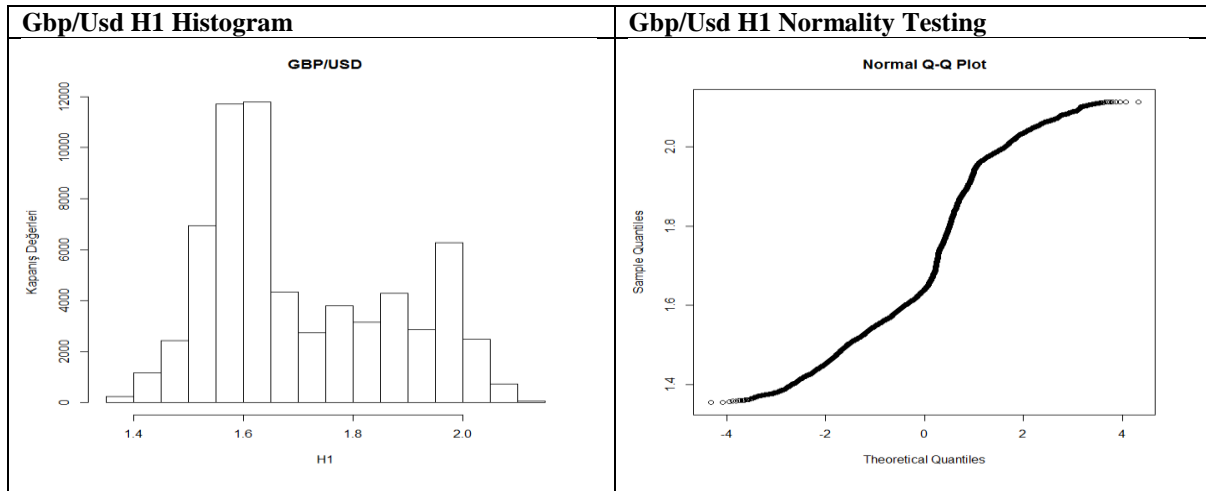 Gbp/Usd H1 Histogram
Gbp/Usd H1 Normality Testing
GBP/USD
Kapanış Değerleri
12000
10000
8000
6000
4000
2000
0
1.4 1.6 1.8 2.0
H1
Normal Q-Q Plot
Sample Quantiles
2.0
1.8
1.6
1.4
-4 -2 0 2 4
Theoretical Quantiles